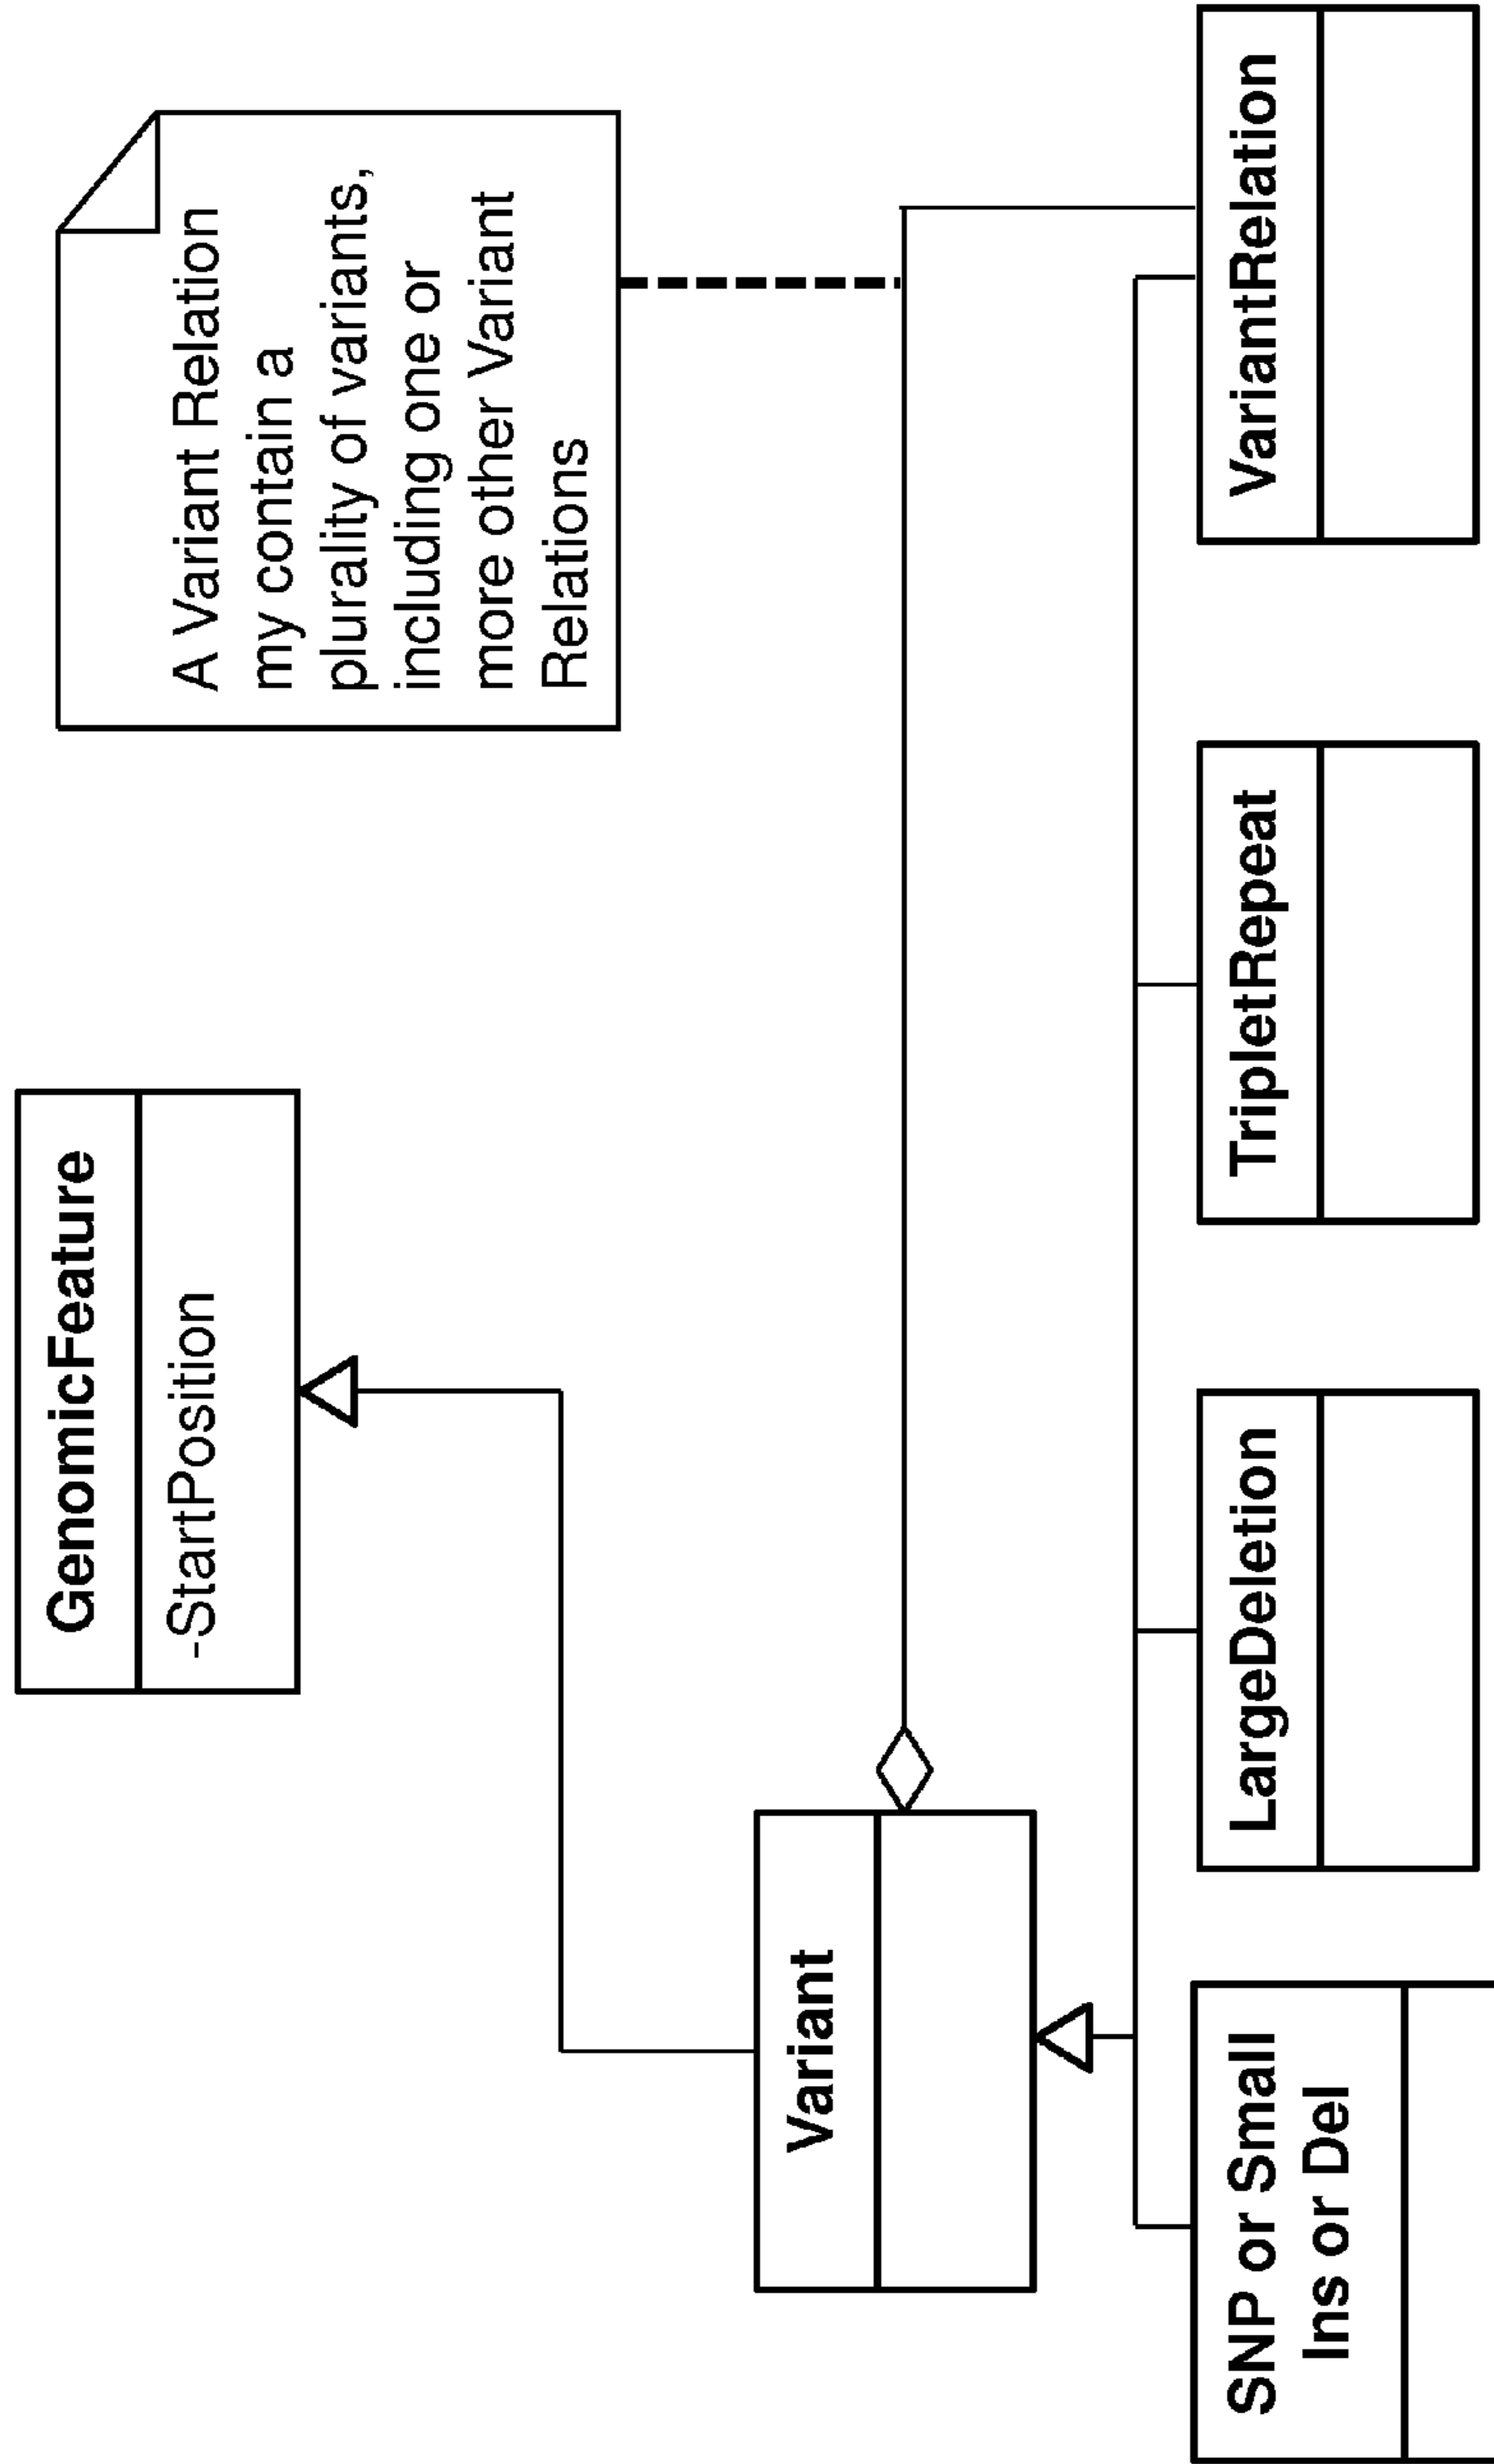 GenomicFeature
-StartPosition
A Variant Relation
my contain a
plurality of variants,
including one or
more other Variant
Relations
Variant
SNP or Small
Ins or Del
LargeDeletion
TripletRepeat
VariantRelation